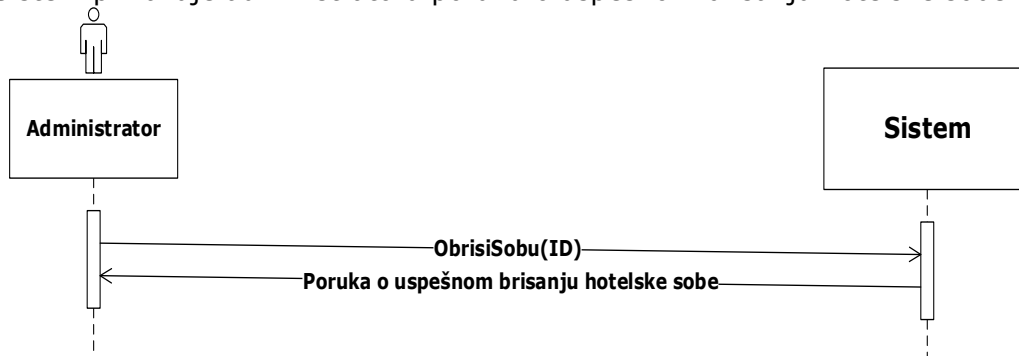 Administrator
Sistem
ObrisiSobu(ID)
Poruka o uspešnom brisanju hotelske sobe